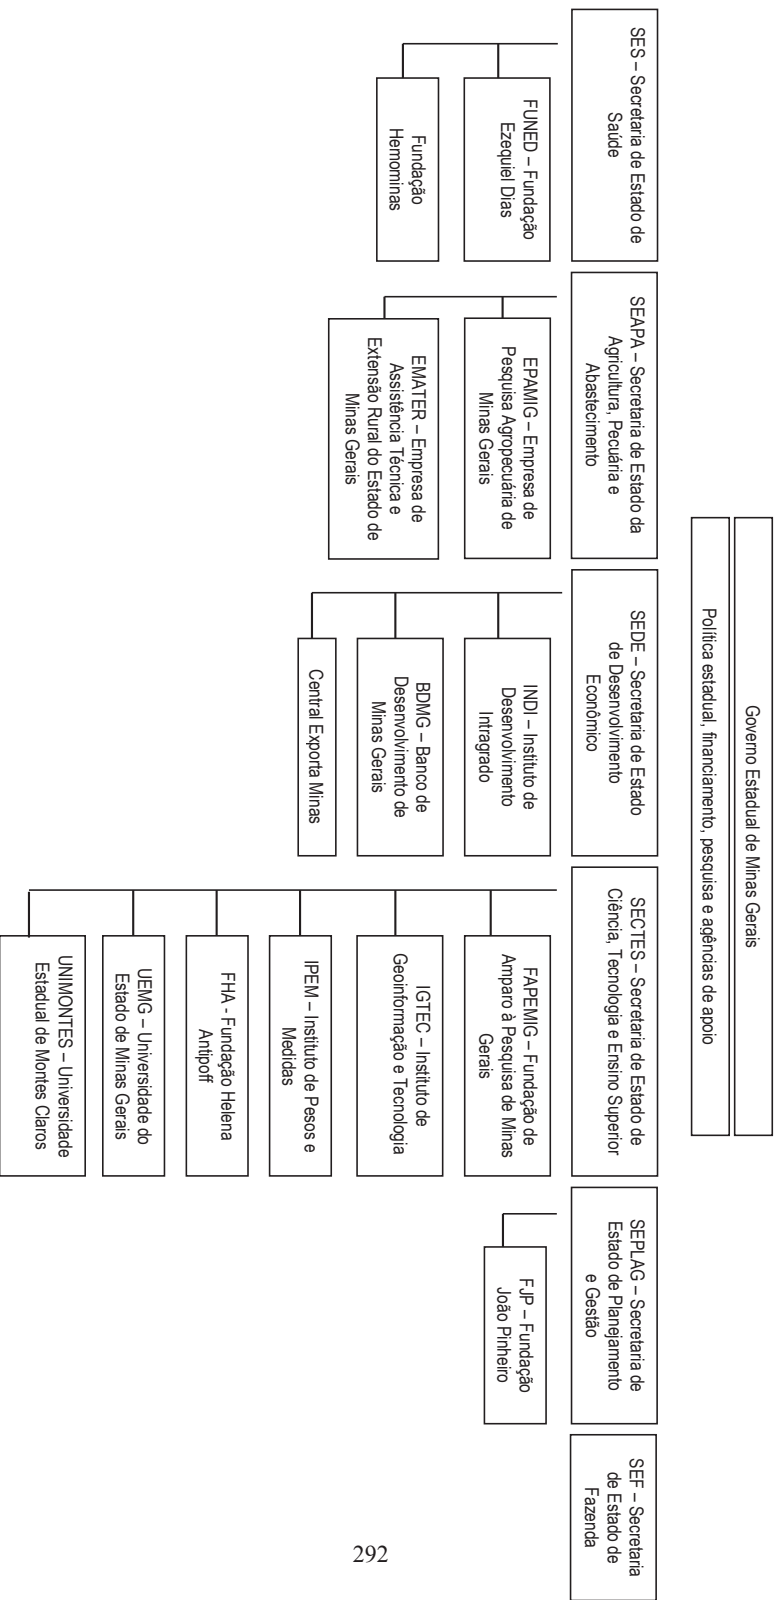 Governo Estadual de Minas Gerais
Política estadual, financiamento, pesquisa e agências de apoio
SES – Secretaria de Estado de
Saúde
FUNED – Fundação
Ezequiel Dias
Fundação
Hemominas
SEAPA – Secretaria de Estado da
Agricultura, Pecuária e
Abastecimento
EPAMIG – Empresa de
Pesquisa Agropecuária de
Minas Gerais
EMATER – Empresa de
Assistência Técnica e
Extensão Rural do Estado de
Minas Gerais
SEDE – Secretaria de Estado
de Desenvolvimento
Econômico
INDI – Instituto de
Desenvolvimento
Intragrado
BDMG – Banco de
Desenvolvimento de
Minas Gerais
Central Exporta Minas
SECTES – Secretaria de Estado de
Ciência, Tecnologia e Ensino Superior
FAPEMIG – Fundação de
Amparo à Pesquisa de Minas
Gerais
IGTEC – Instituto de
Geoinformação e Tecnologia
IPEM – Instituto de Pesos e
Medidas
FHA - Fundação Helena
Antipoff
UEMG – Universidade do
Estado de Minas Gerais
UNIMONTES – Universidade
Estadual de Montes Claros
SEPLAG – Secretaria de
Estado de Planejamento
e Gestão
FJP – Fundação
João Pinheiro
SEF – Secretaria
de Estado de
Fazenda
292